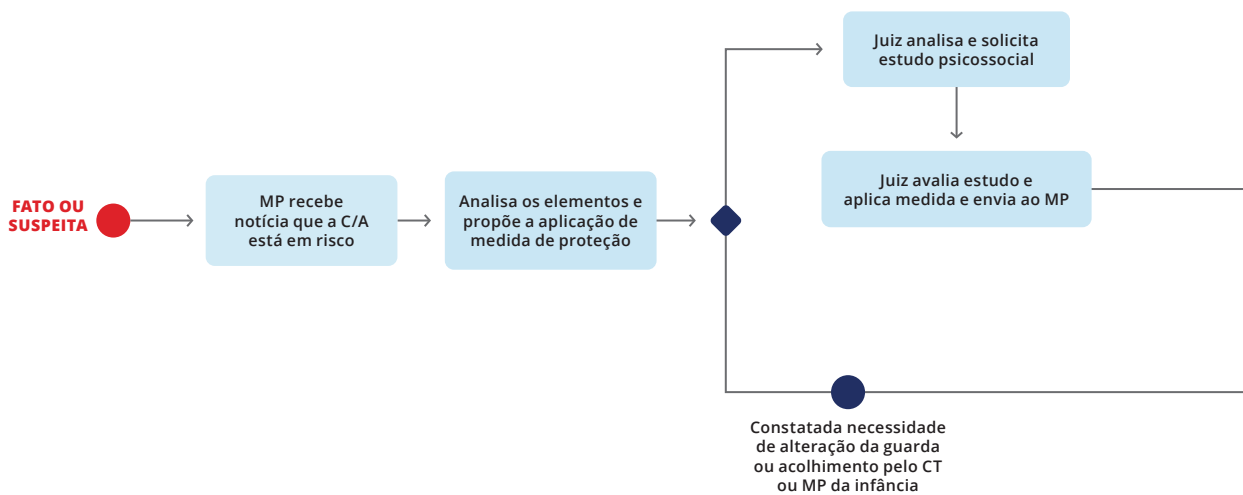 FATO OU
SUSPEITA
MP recebe
notícia que a C/A
está em risco
Analisa os elementos e
propõe a aplicação de
medida de proteção
Juiz analisa e solicita
estudo psicossocial
Juiz avalia estudo e
aplica medida e envia ao MP
Constatada necessidade
de alteração da guarda
ou acolhimento pelo CT
ou MP da infância